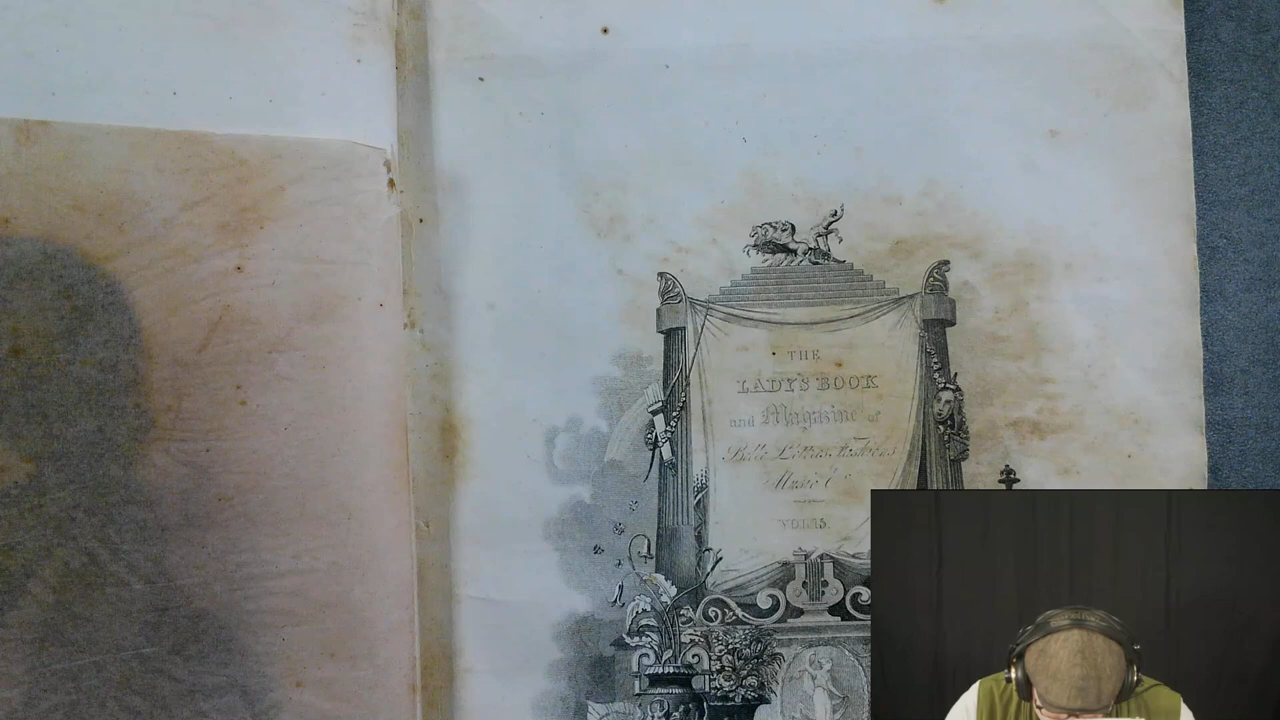 THE
LADY'S BOOK
and Magazine of
Belles Lettres, Fashions
Music &c
VOL. 15.